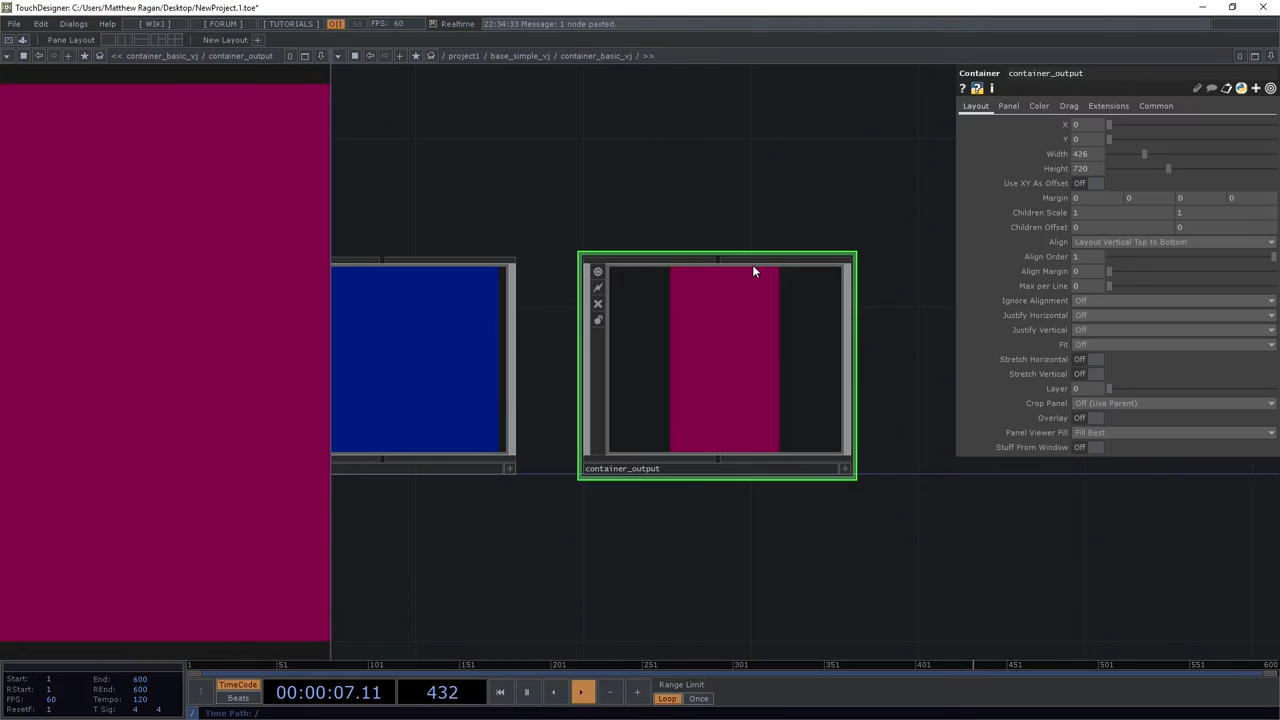 TouchDesigner: C:/Users/Matthew Ragan/Desktop/NewProject.1.toe*
File Edit Dialogs Help [ WIKI ] [ FORUM ] [ TUTORIALS ] O|I 60 FPS: 60 Realtime 22:34:33 Message: 1 node pasted.
Pane Layout New Layout +
<< container_basic_vj / container_output 0 / project1 / base_simple_vj / container_basic_vj / >> 0
Container container_output
? ? i
Layout Panel Color Drag Extensions Common
X 0
Y 0
Width 426
Height 720
Use XY As Offset Off
Margin 0 0 0 0
Children Scale 1 1
Children Offset 0 0
Align Layout Vertical Top to Bottom
Align Order 1
Align Margin 0
Max per Line 0
Ignore Alignment Off
Justify Horizontal Off
Justify Vertical Off
Fit Off
Stretch Horizontal Off
Stretch Vertical Off
Layer 0
Crop Panel Off (Use Parent)
Overlay Off
Panel Viewer Fill Fill Best
Stuff From Window Off
container_output
1 51 101 151 201 251 301 351 451 501 551 600
Start: 1 End: 600
RStart: 1 REnd: 600
FPS: 60 Tempo: 120
ResetF: 1 T Sig: 4 4
TimeCode
Beats
00:00:07.11 432
Range Limit
Loop Once
/ Time Path: /